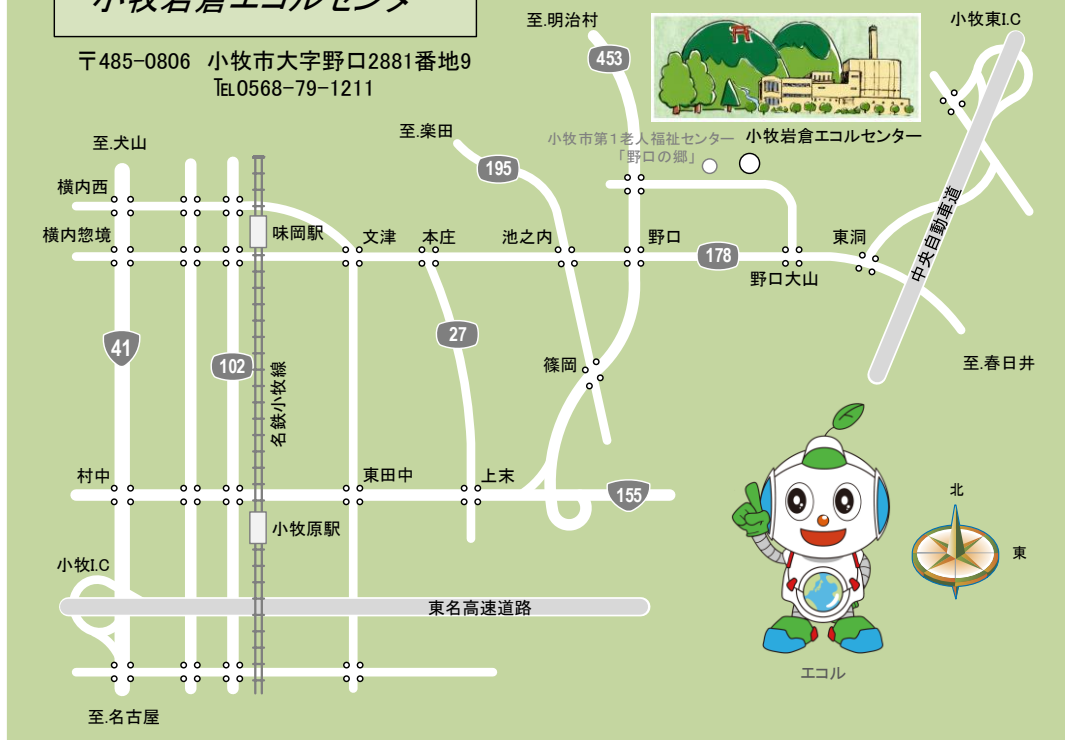 小牧岩倉エコルセンター
〒485-0806 小牧市大字野口2881番地9
℡0568-79-1211
至.明治村
小牧東I.C
453
至.犬山
至.楽田
小牧市第1老人福祉センター
「野口の郷」
小牧岩倉エコルセンター
195
横内西
横内惣境
味岡駅
文津
本庄
池之内
野口
178
東洞
野口大山
中央自動車道
41
102
27
名鉄小牧線
篠岡
至.春日井
村中
東田中
上末
155
小牧原駅
北
東
小牧I.C
東名高速道路
エコル
至.名古屋